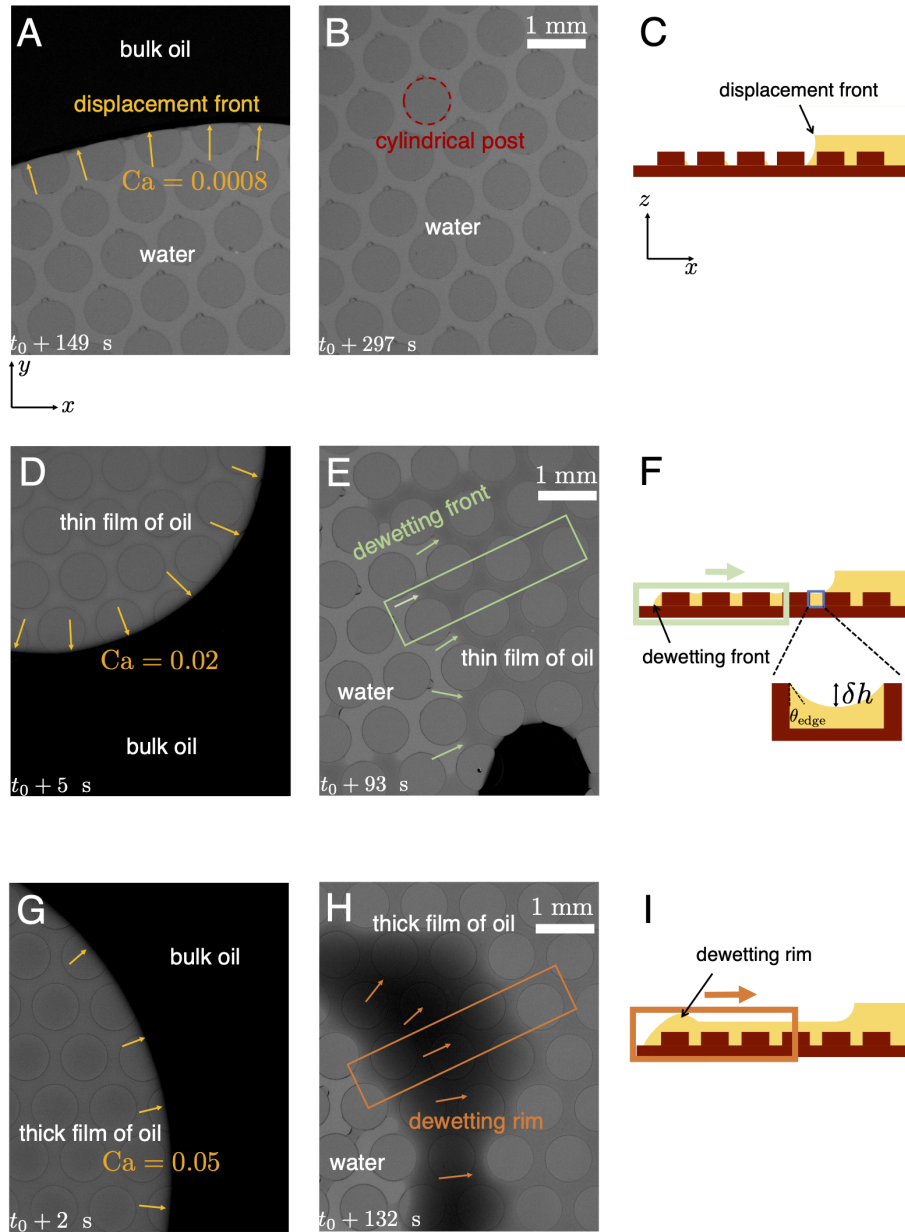 A
bulk oil
displacement front
Ca = 0.0008
water
t₀ + 149 s
y
x
B
1 mm
cylindrical post
water
t₀ + 297 s
C
displacement front
z
x
D
thin film of oil
Ca = 0.02
bulk oil
t₀ + 5 s
E
1 mm
dewetting front
thin film of oil
water
t₀ + 93 s
F
dewetting front
δh
θedge
G
bulk oil
thick film of oil
Ca = 0.05
t₀ + 2 s
H
thick film of oil
1 mm
dewetting rim
water
t₀ + 132 s
I
dewetting rim